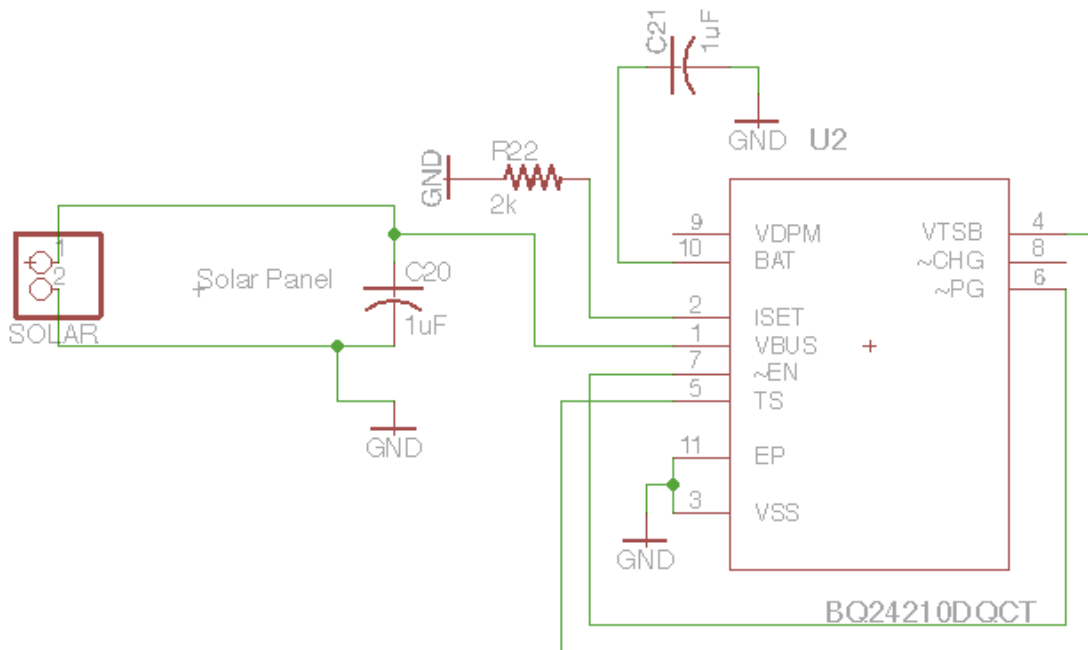 C21
1uF
GND
U2
GND
R22
2k
1
2
SOLAR
Solar Panel
C20
1uF
GND
9
VDPM
VTSB
4
10
BAT
~CHG
8
~PG
6
2
ISET
1
VBUS
7
~EN
5
TS
11
EP
3
VSS
GND
BQ24210DQCT